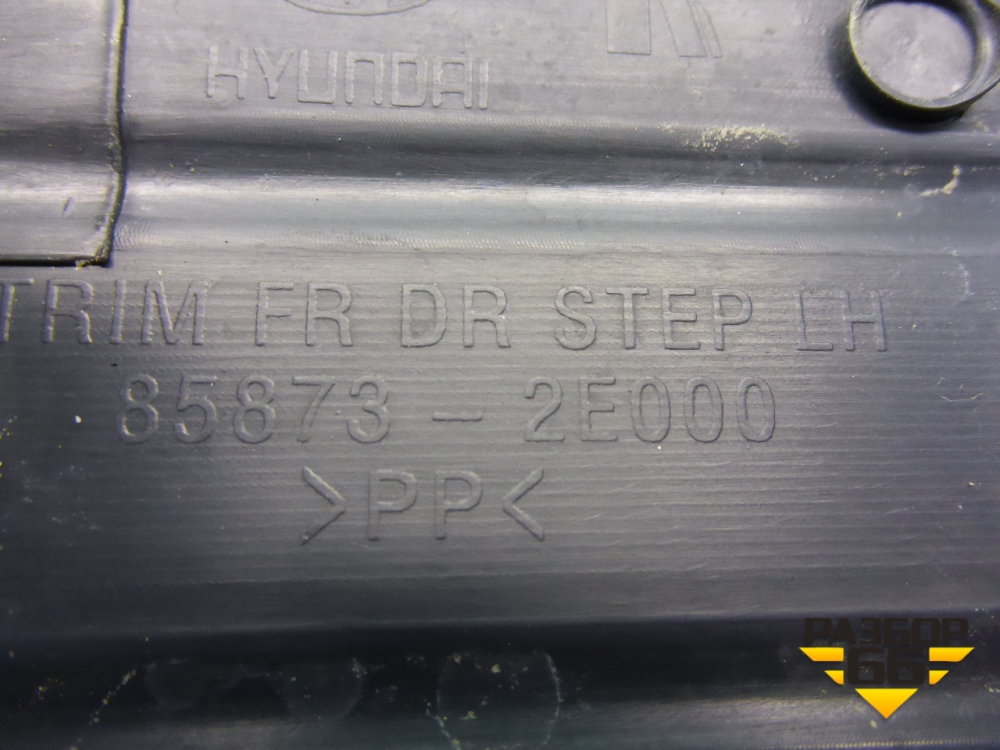 HYUNDAI
TRIM FR DR STEP LH
85873 - 2E000
>PP<
РАЗБОР
66